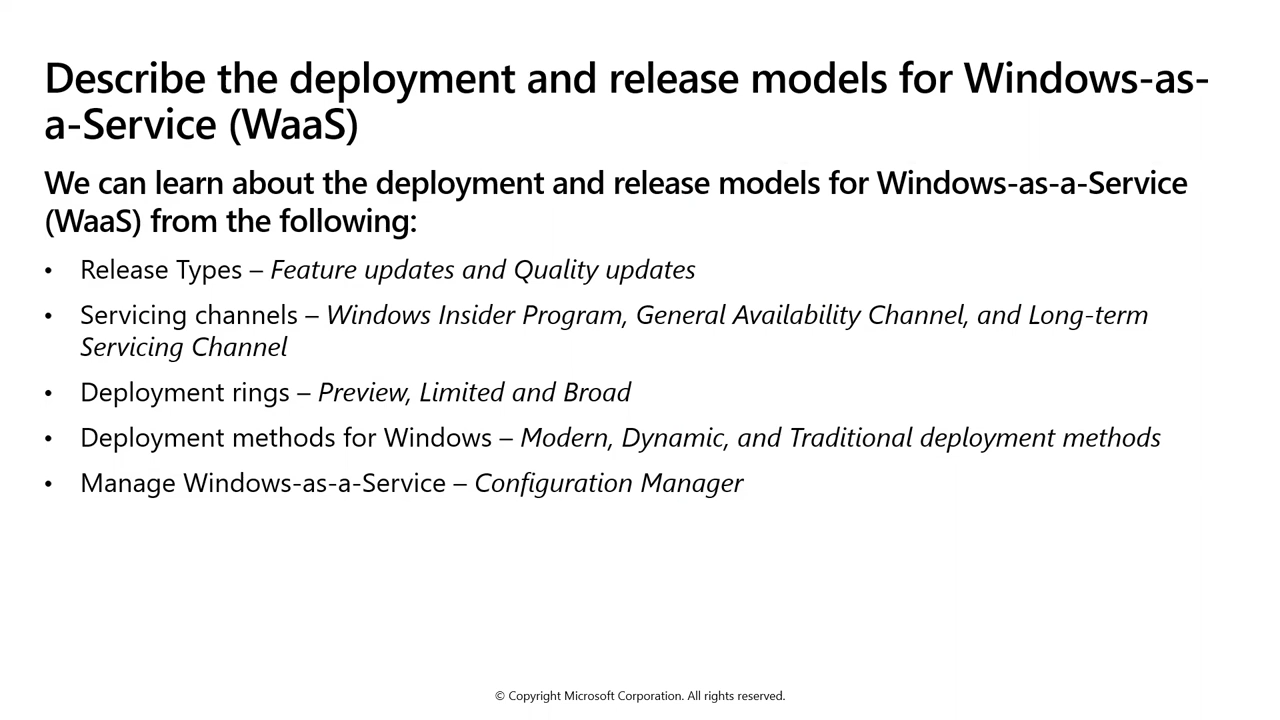 Describe the deployment and release models for Windows-as-
a-Service (WaaS)
We can learn about the deployment and release models for Windows-as-a-Service
(WaaS) from the following:
• Release Types – Feature updates and Quality updates
• Servicing channels – Windows Insider Program, General Availability Channel, and Long-term
Servicing Channel
• Deployment rings – Preview, Limited and Broad
• Deployment methods for Windows – Modern, Dynamic, and Traditional deployment methods
• Manage Windows-as-a-Service – Configuration Manager
© Copyright Microsoft Corporation. All rights reserved.